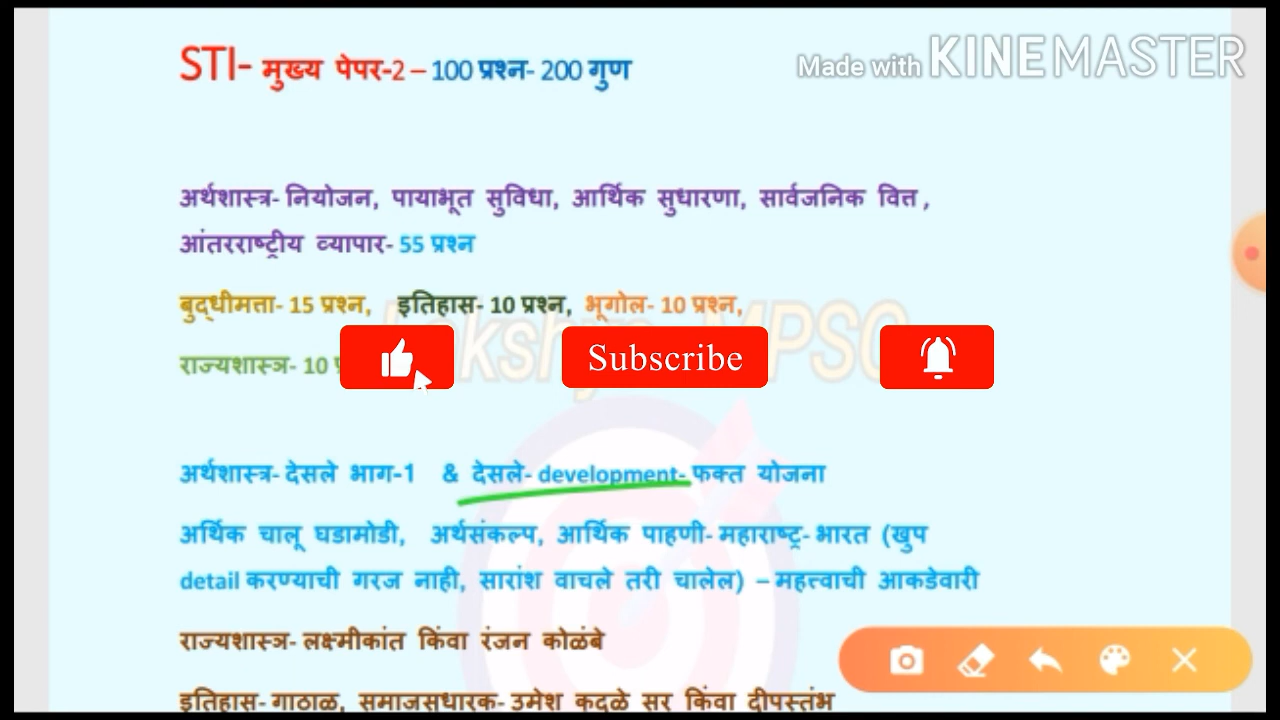 STI- मुख्य पेपर-2 – 100 प्रश्न- 200 गुण
Made with KINEMASTER
अर्थशास्त्र- नियोजन, पायाभूत सुविधा, आर्थिक सुधारणा, सार्वजनिक वित्त,
आंतरराष्ट्रीय व्यापार- 55 प्रश्न
बुद्धीमत्ता- 15 प्रश्न, इतिहास- 10 प्रश्न, भूगोल- 10 प्रश्न,
राज्यशास्त्र- 10
Subscribe
अर्थशास्त्र- देसले भाग-1 & देसले- development- फक्त योजना
अर्थिक चालू घडामोडी, अर्थसंकल्प, आर्थिक पाहणी- महाराष्ट्र- भारत (खुप
detail करण्याची गरज नाही, सारांश वाचले तरी चालेल) – महत्त्वाची आकडेवारी
राज्यशास्त्र- लक्ष्मीकांत किंवा रंजन कोळंबे
इतिहास- गाठाळ, समाजसुधारक- उमेश कदळे सर किंवा दीपस्तंभ